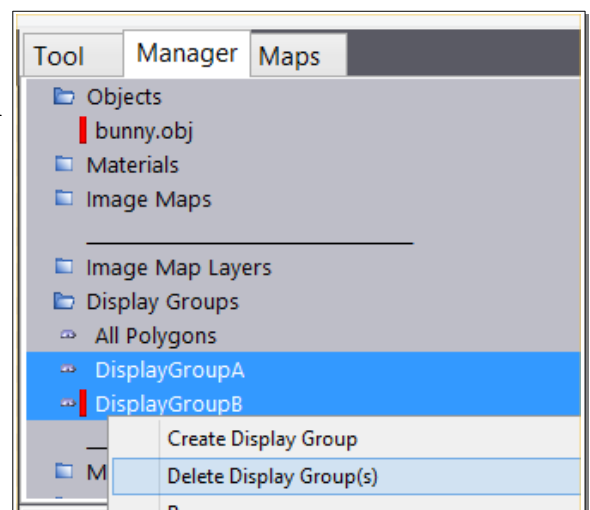 Tool Manager Maps
Objects
bunny.obj
Materials
Image Maps
Image Map Layers
Display Groups
All Polygons
DisplayGroupA
DisplayGroupB
Create Display Group
M
Delete Display Group(s)